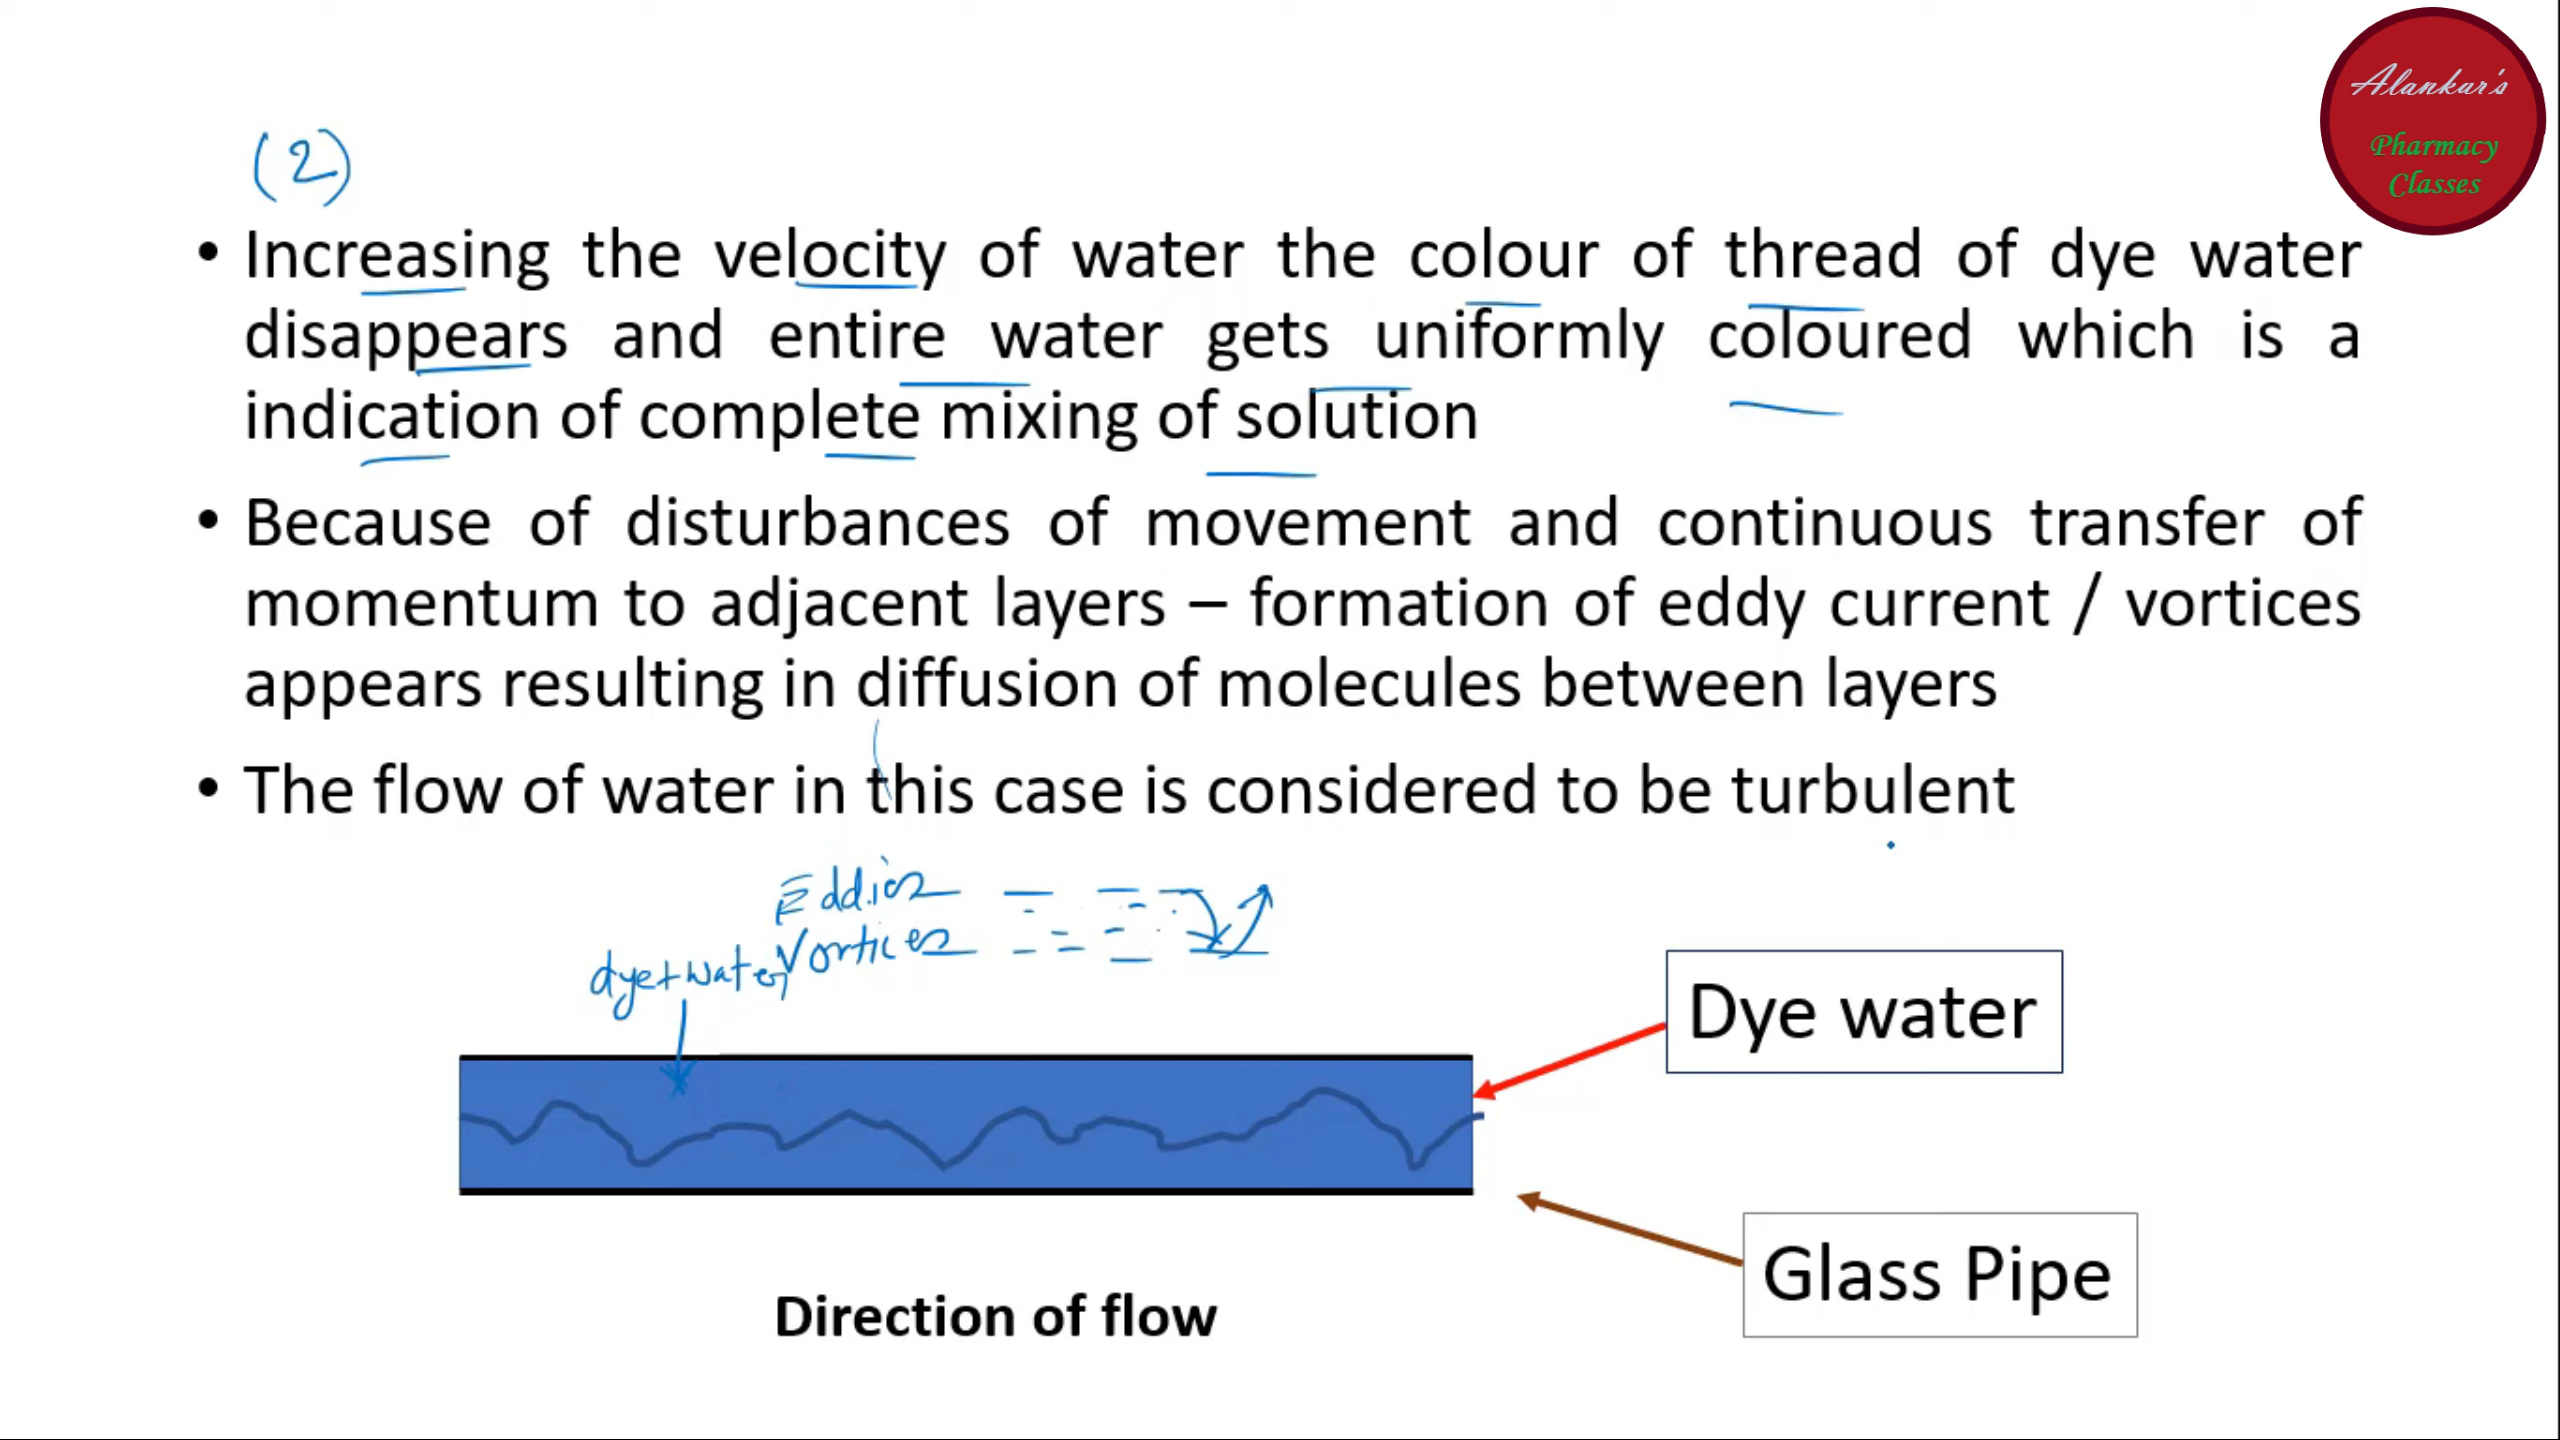 Alankar's
Pharmacy
Classes
(2)
• Increasing the velocity of water the colour of thread of dye water
disappears and entire water gets uniformly coloured which is a
indication of complete mixing of solution
• Because of disturbances of movement and continuous transfer of
momentum to adjacent layers – formation of eddy current / vortices
appears resulting in diffusion of molecules between layers
• The flow of water in this case is considered to be turbulent
Eddies
Vortices
dye+water
Dye water
Glass Pipe
Direction of flow